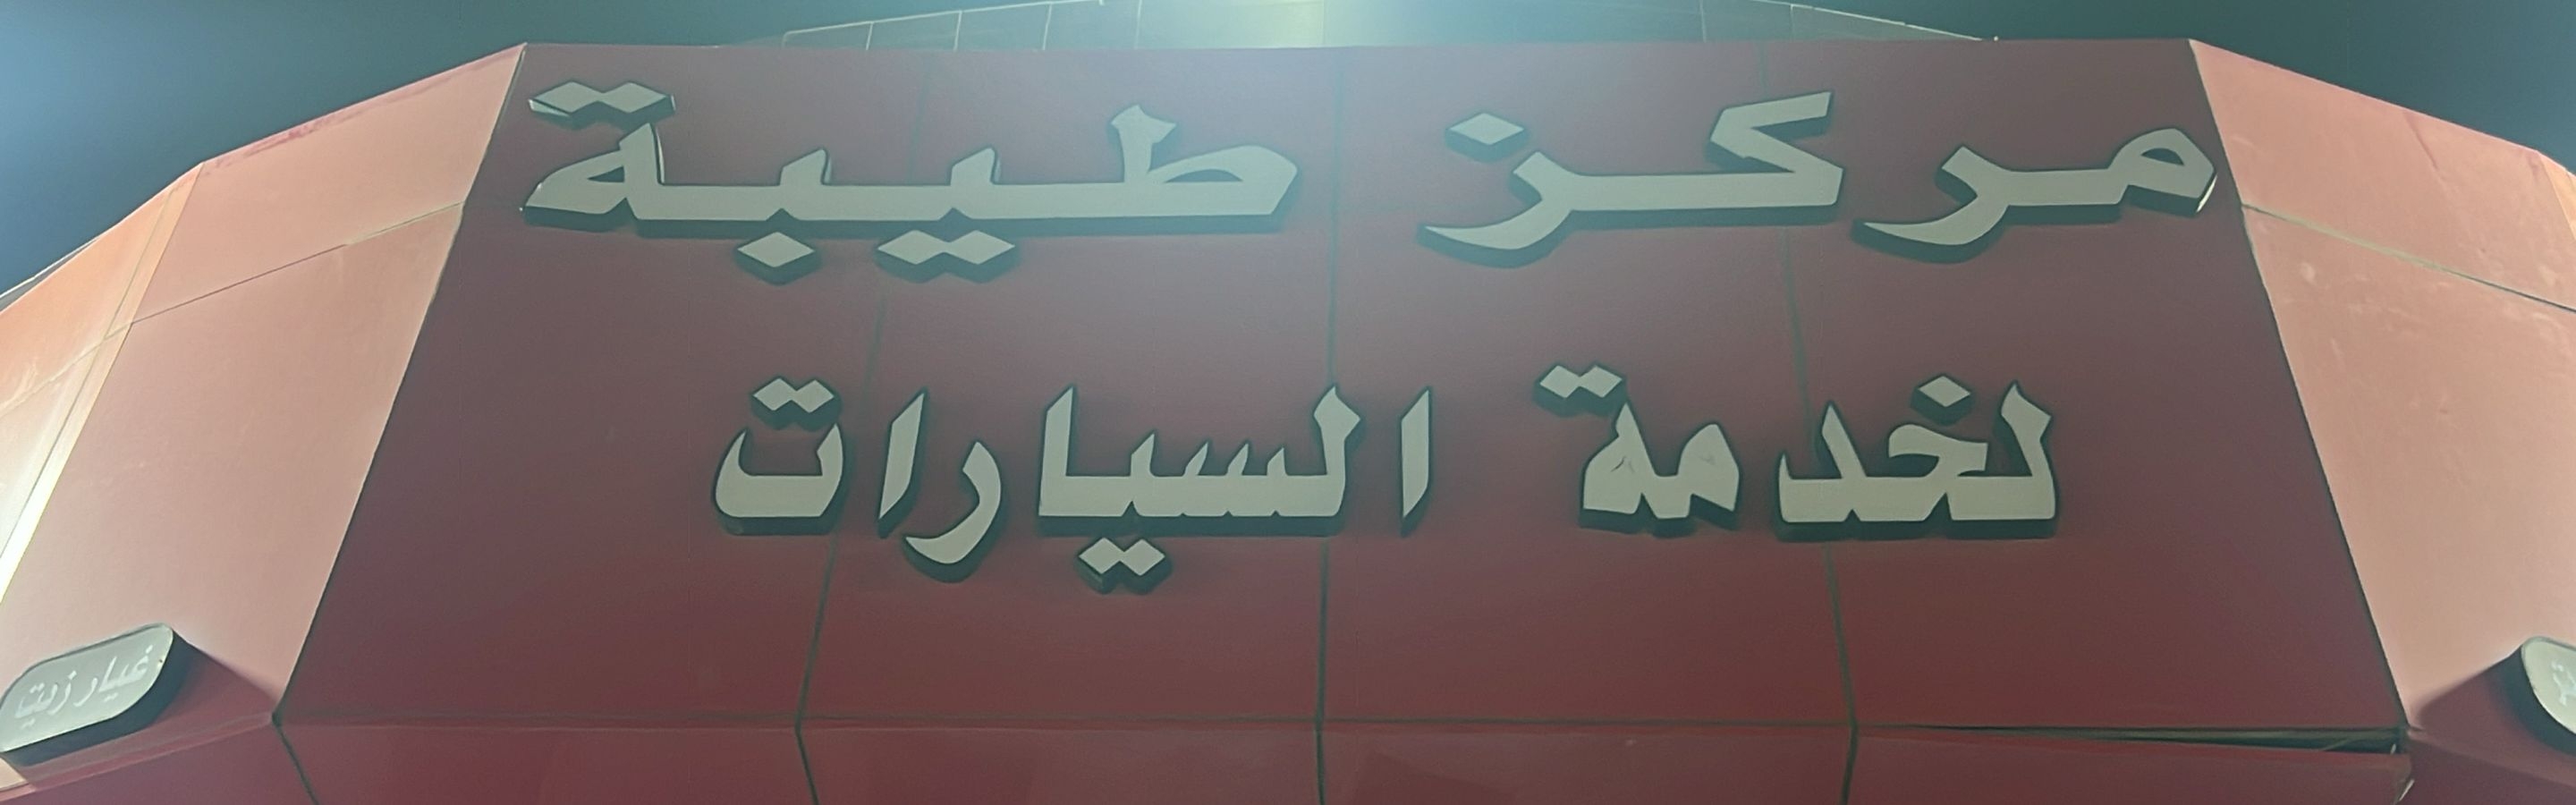 مركز طيبة
لخدمة السيارات
غيار زيت